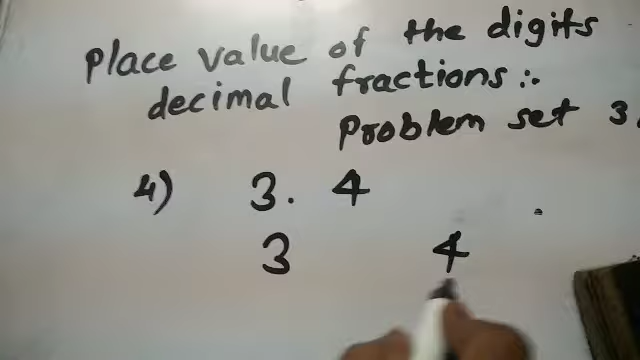 Place value of the digits
decimal fractions :-
Problem set 3
4) 3. 4
3 4